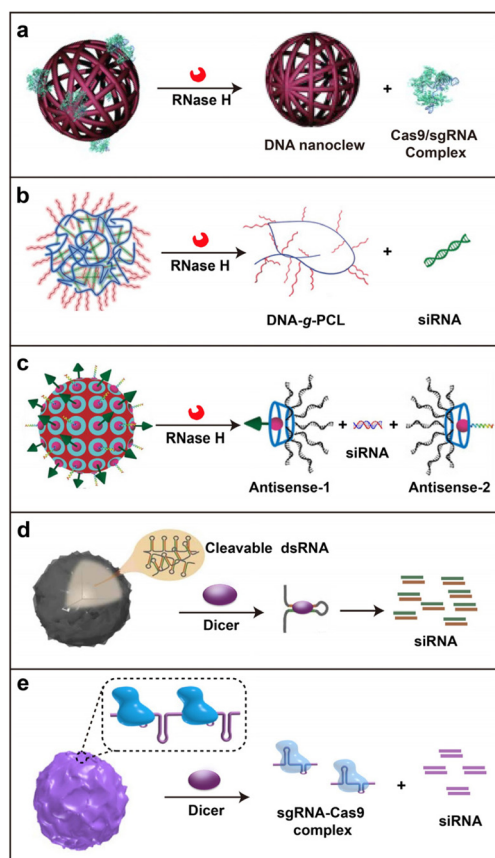 a
RNase H
DNA nanoclew
+
Cas9/sgRNA
Complex
b
RNase H
DNA-g-PCL
+
siRNA
c
RNase H
Antisense-1
+
siRNA
+
Antisense-2
d
Cleavable dsRNA
Dicer
siRNA
e
Dicer
sgRNA-Cas9
complex
+
siRNA